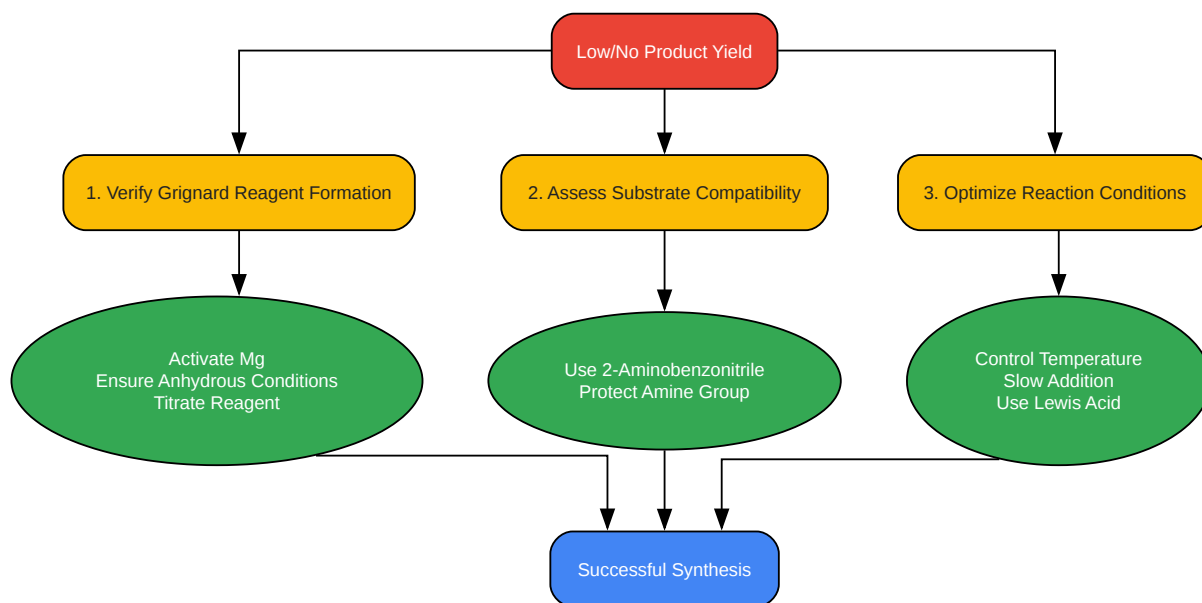 Low/No Product Yield
1. Verify Grignard Reagent Formation
2. Assess Substrate Compatibility
3. Optimize Reaction Conditions
Activate Mg
Ensure Anhydrous Conditions
Titrate Reagent
Use 2-Aminobenzonitrile
Protect Amine Group
Control Temperature
Slow Addition
Use Lewis Acid
Successful Synthesis